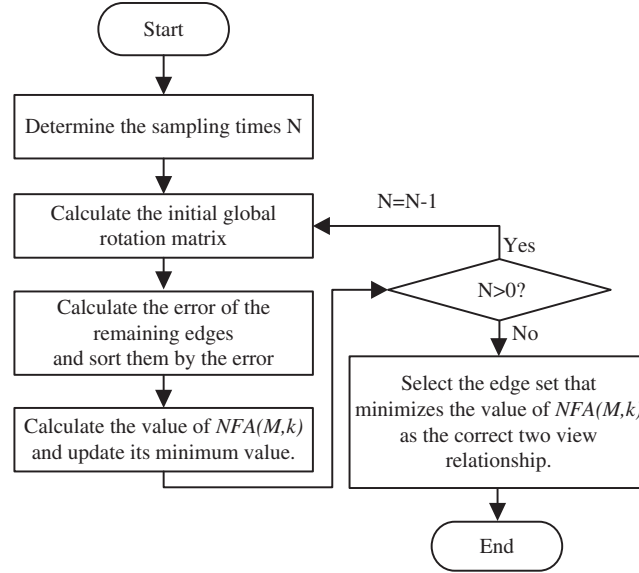 Start
Determine the sampling times N
Calculate the initial global
rotation matrix
Calculate the error of the
remaining edges
and sort them by the error
Calculate the value of NFA(M,k)
and update its minimum value.
N=N-1
Yes
N>0?
No
Select the edge set that
minimizes the value of NFA(M,k)
as the correct two view
relationship.
End